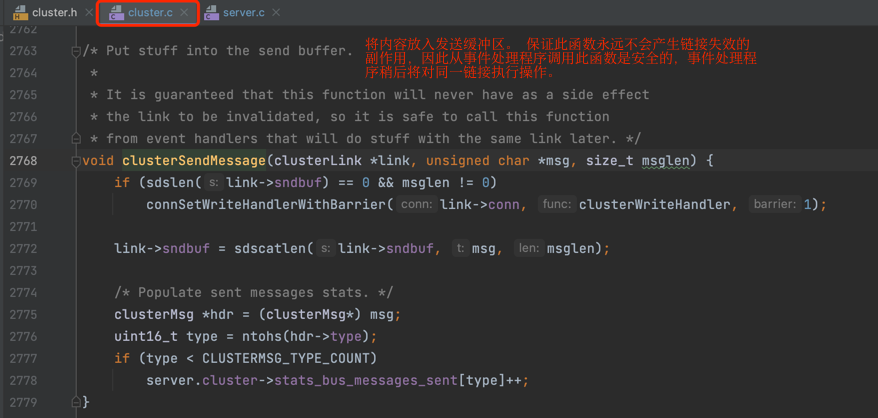 cluster.h
cluster.c
server.c
2762
2763 /* Put stuff into the send buffer.
将内容放入发送缓冲区。 保证此函数永远不会产生链接失效的
副作用，因此从事件处理程序调用此函数是安全的，事件处理程
序稍后将对同一链接执行操作。
2764 *
2765 * It is guaranteed that this function will never have as a side effect
2766 * the link to be invalidated, so it is safe to call this function
2767 * from event handlers that will do stuff with the same link later. */
2768 void clusterSendMessage(clusterLink *link, unsigned char *msg, size_t msglen) {
2769 if (sdslen( s: link->sndbuf) == 0 && msglen != 0)
2770 connSetWriteHandlerWithBarrier( conn: link->conn, func: clusterWriteHandler, barrier: 1);
2771
2772 link->sndbuf = sdscatlen( s: link->sndbuf, t: msg, len: msglen);
2773
2774 /* Populate sent messages stats. */
2775 clusterMsg *hdr = (clusterMsg*) msg;
2776 uint16_t type = ntohs(hdr->type);
2777 if (type < CLUSTERMSG_TYPE_COUNT)
2778 server.cluster->stats_bus_messages_sent[type]++;
2779 }